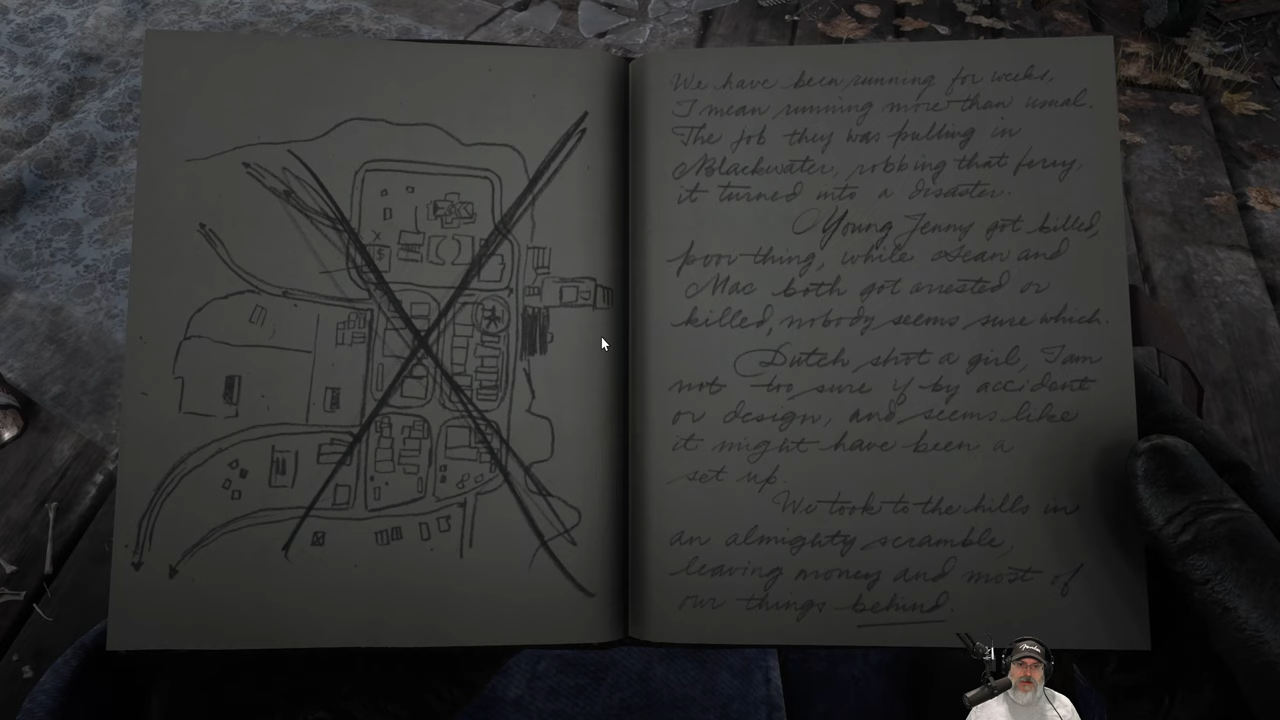 We have been running for weeks,
I mean running more than usual.
The job they was pulling in
Blackwater, robbing that ferry,
it turned into a disaster.
Young Jenny got killed,
poor thing, while Sean and
Mac both got arrested or
killed, nobody seems sure which.
Dutch shot a girl, I am
not too sure if by accident
or design, and seems like
it might have been a
set up.
We took to the hills in
an almighty scramble,
leaving money and most of
our things behind.
$
Fender